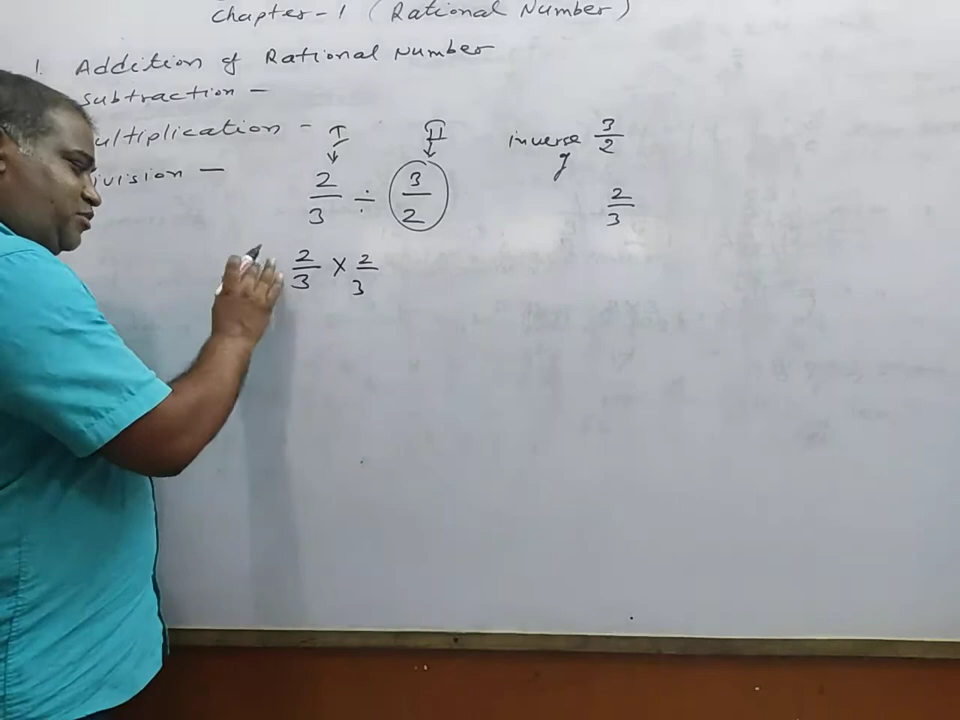 Chapter-1 (Rational Number)
1. Addition of Rational Number
Subtraction -
ultiplication -
ivision -
I II
2/3 ÷ 3/2
inverse of 3/2
2/3
2/3 × 2/3